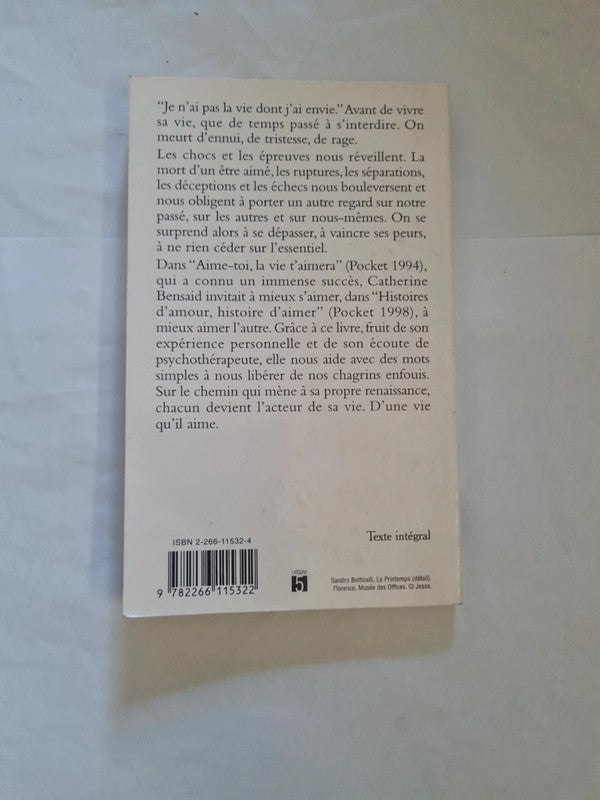 “Je n'ai pas la vie dont j'ai envie.” Avant de vivre
sa vie, que de temps passé à s'interdire. On
meurt d'ennui, de tristesse, de rage.
Les chocs et les épreuves nous réveillent. La
mort d'un être aimé, les ruptures, les séparations,
les déceptions et les échecs nous bouleversent et
nous obligent à porter un autre regard sur notre
passé, sur les autres et sur nous-mêmes. On se
surprend alors à se dépasser, à vaincre ses peurs,
à ne rien céder sur l'essentiel.
Dans “Aime-toi, la vie t'aimera” (Pocket 1994),
qui a connu un immense succès, Catherine
Bensaid invitait à mieux s'aimer, dans “Histoires
d'amour, histoire d'aimer” (Pocket 1998), à
mieux aimer l'autre. Grâce à ce livre, fruit de son
expérience personnelle et de son écoute de
psychothérapeute, elle nous aide avec des mots
simples à nous libérer de nos chagrins enfouis.
Sur le chemin qui mène à sa propre renaissance,
chacun devient l'acteur de sa vie. D'une vie
qu'il aime.
Texte intégral
ISBN 2-266-11532-4
9 782266 115322
catégorie
5
Sandro Botticelli, Le Printemps (détail).
Florence, Musée des Offices. © Josse.